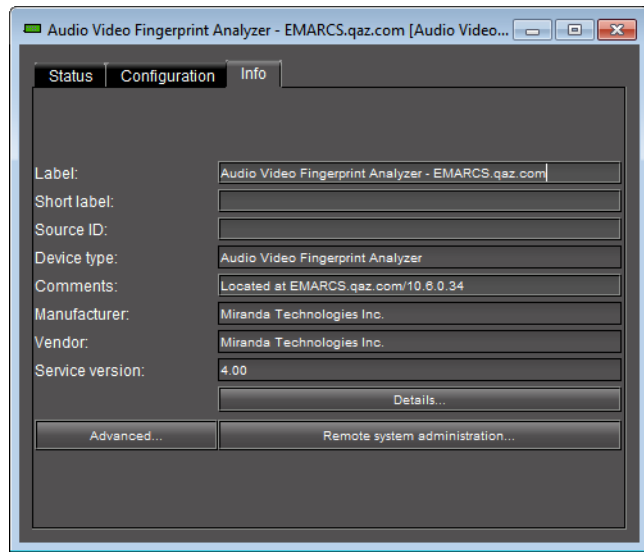 Audio Video Fingerprint Analyzer - EMARCS.qaz.com [Audio Video...
Status Configuration Info
Label: Audio Video Fingerprint Analyzer - EMARCS.qaz.com
Short label:
Source ID:
Device type: Audio Video Fingerprint Analyzer
Comments: Located at EMARCS.qaz.com/10.6.0.34
Manufacturer: Miranda Technologies Inc.
Vendor: Miranda Technologies Inc.
Service version: 4.00
Details...
Advanced... Remote system administration...